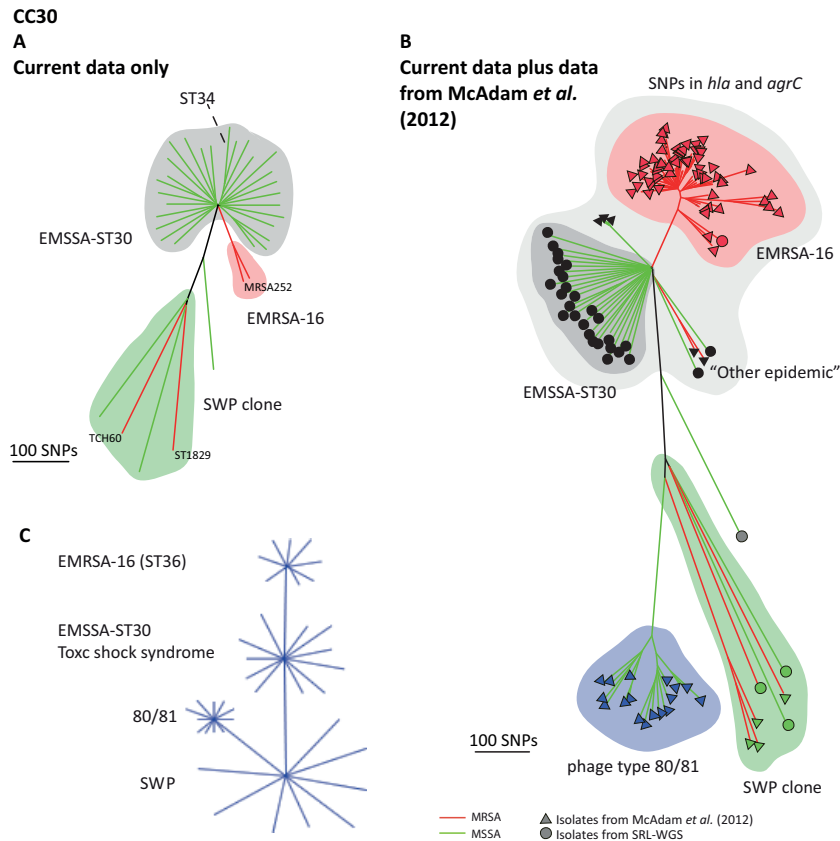 CC30
A
Current data only
ST34
EMSSA-ST30
MRSA252
EMRSA-16
SWP clone
TCH60
ST1829
100 SNPs
B
Current data plus data
from McAdam et al.
(2012)
SNPs in hla and agrC
EMRSA-16
"Other epidemic"
EMSSA-ST30
100 SNPs
phage type 80/81
SWP clone
MRSA
MSSA
Isolates from McAdam et al. (2012)
Isolates from SRL-WGS
C
EMRSA-16 (ST36)
EMSSA-ST30
Toxc shock syndrome
80/81
SWP